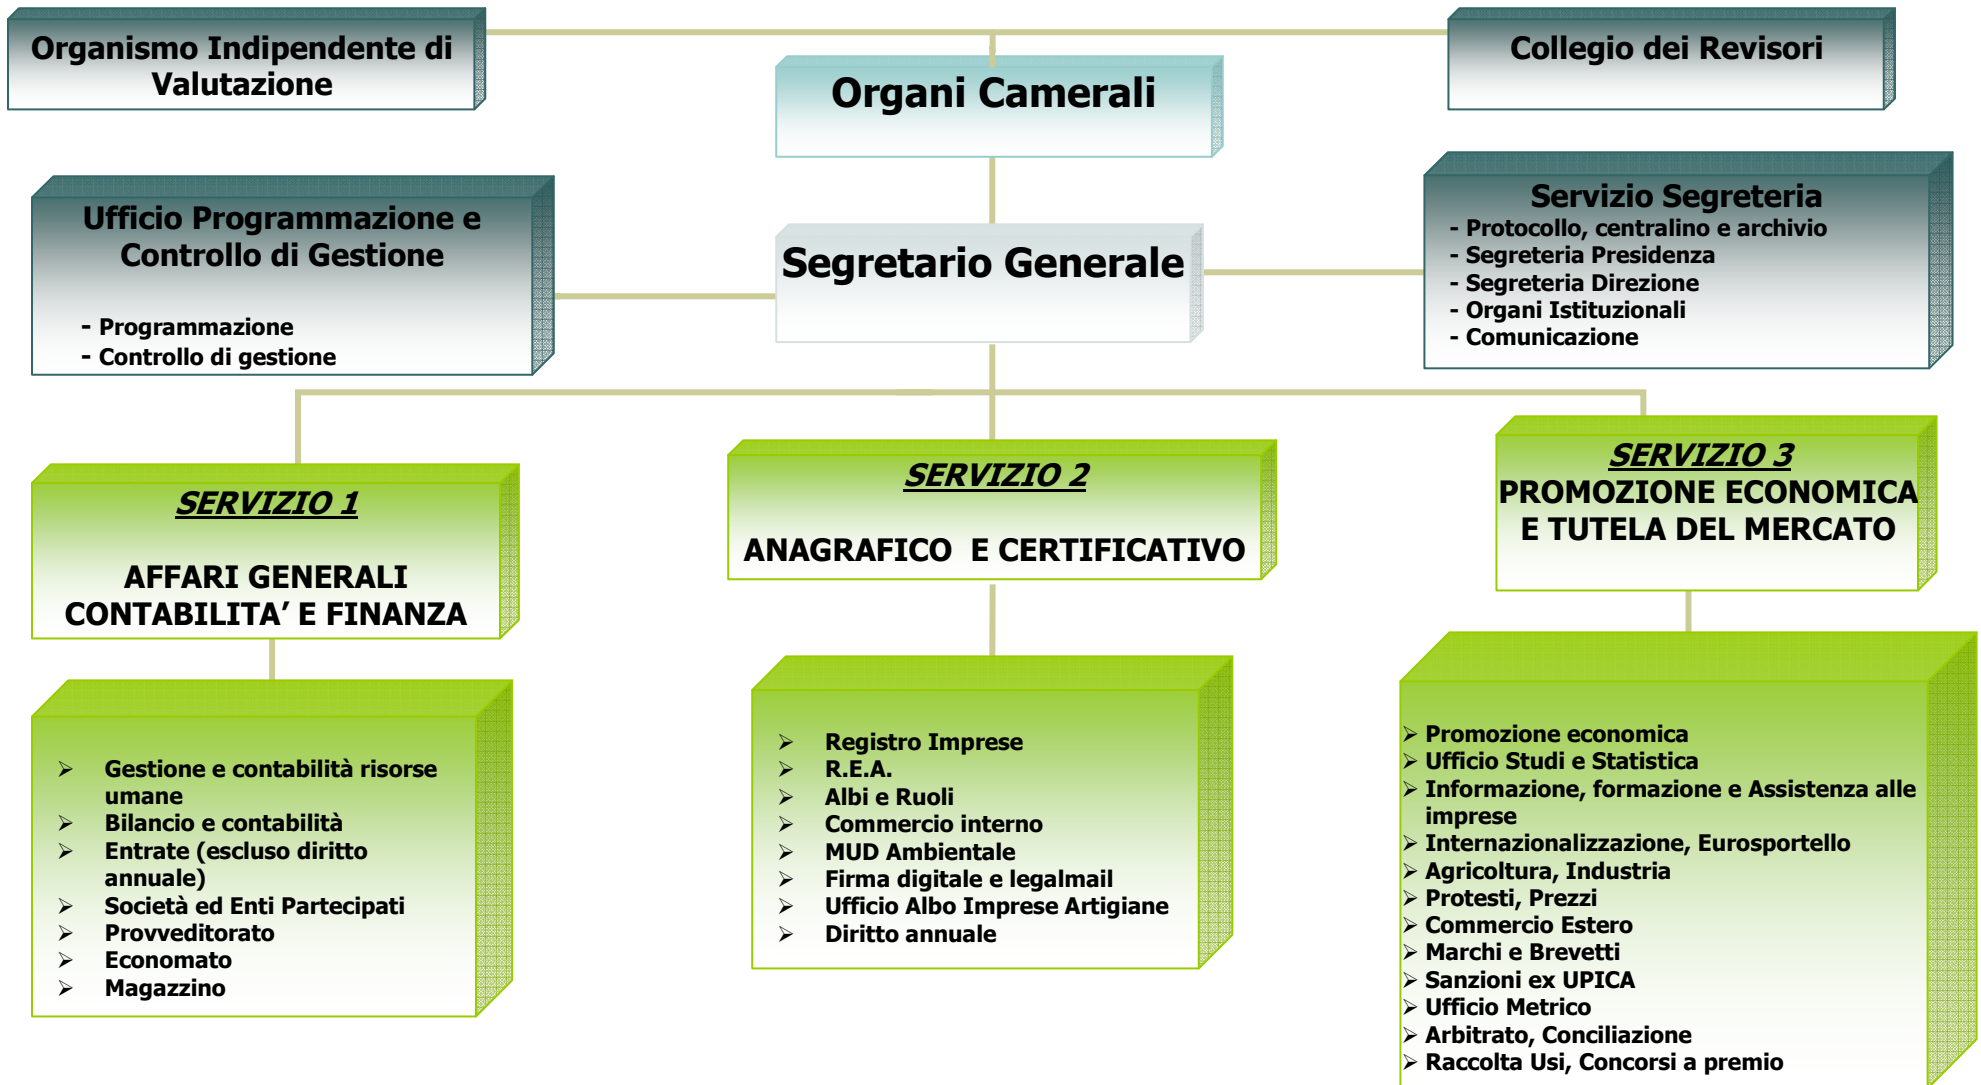 Organismo Indipendente di
Valutazione
Organi Camerali
Collegio dei Revisori
Ufficio Programmazione e
Controllo di Gestione
- Programmazione
- Controllo di gestione
Segretario Generale
Servizio Segreteria
- Protocollo, centralino e archivio
- Segreteria Presidenza
- Segreteria Direzione
- Organi Istituzionali
- Comunicazione
SERVIZIO 1
AFFARI GENERALI
CONTABILITA’ E FINANZA
SERVIZIO 2
ANAGRAFICO E CERTIFICATIVO
SERVIZIO 3
PROMOZIONE ECONOMICA
E TUTELA DEL MERCATO
➢ Gestione e contabilità risorse
umane
➢ Bilancio e contabilità
➢ Entrate (escluso diritto
annuale)
➢ Società ed Enti Partecipati
➢ Provveditorato
➢ Economato
➢ Magazzino
➢ Registro Imprese
➢ R.E.A.
➢ Albi e Ruoli
➢ Commercio interno
➢ MUD Ambientale
➢ Firma digitale e legalmail
➢ Ufficio Albo Imprese Artigiane
➢ Diritto annuale
➢ Promozione economica
➢ Ufficio Studi e Statistica
➢ Informazione, formazione e Assistenza alle
imprese
➢ Internazionalizzazione, Eurosportello
➢ Agricoltura, Industria
➢ Protesti, Prezzi
➢ Commercio Estero
➢ Marchi e Brevetti
➢ Sanzioni ex UPICA
➢ Ufficio Metrico
➢ Arbitrato, Conciliazione
➢ Raccolta Usi, Concorsi a premio